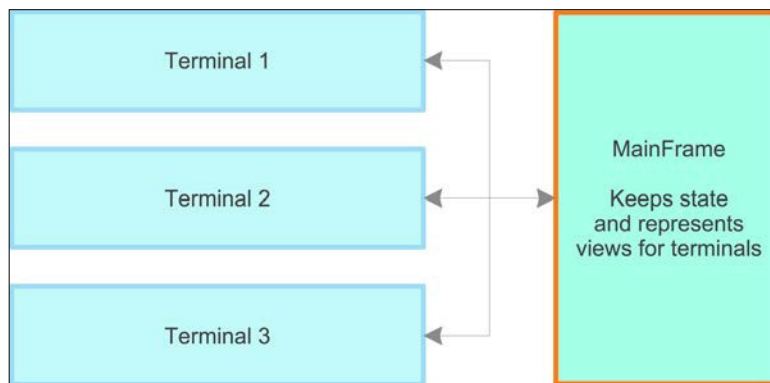 Terminal 1
Terminal 2
Terminal 3
MainFrame
Keeps state
and represents
views for terminals